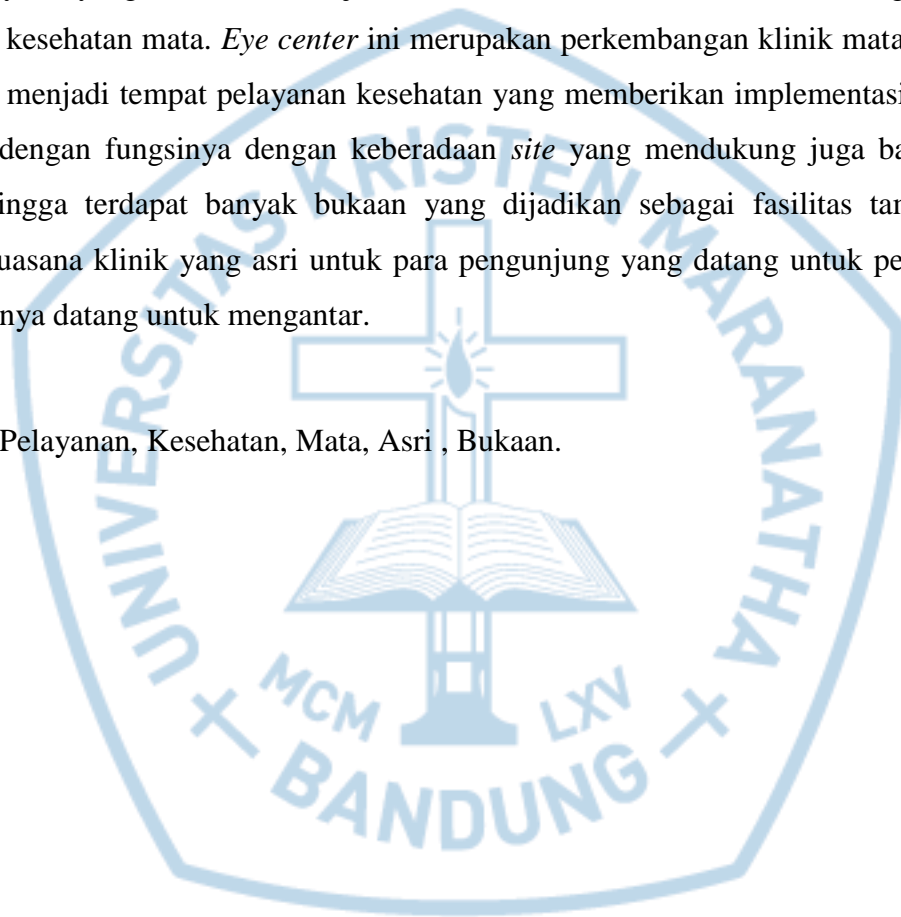 kesehatan mata. Eye center ini merupakan perkembangan klinik mata
menjadi tempat pelayanan kesehatan yang memberikan implementasi
dengan fungsinya dengan keberadaan site yang mendukung juga ba
ingga terdapat banyak bukaan yang dijadikan sebagai fasilitas tar
uasana klinik yang asri untuk para pengunjung yang datang untuk pe
nya datang untuk mengantar.
Pelayanan, Kesehatan, Mata, Asri , Bukaan.
UNIVERSITAS KRISTEN MARANATHA
MCM LXV
BANDUNG